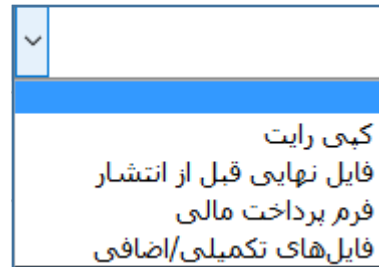 کپی رایت
فایل نهایی قبل از انتشار
فرم پرداخت مالی
فایل‌های تکمیلی/اضافی